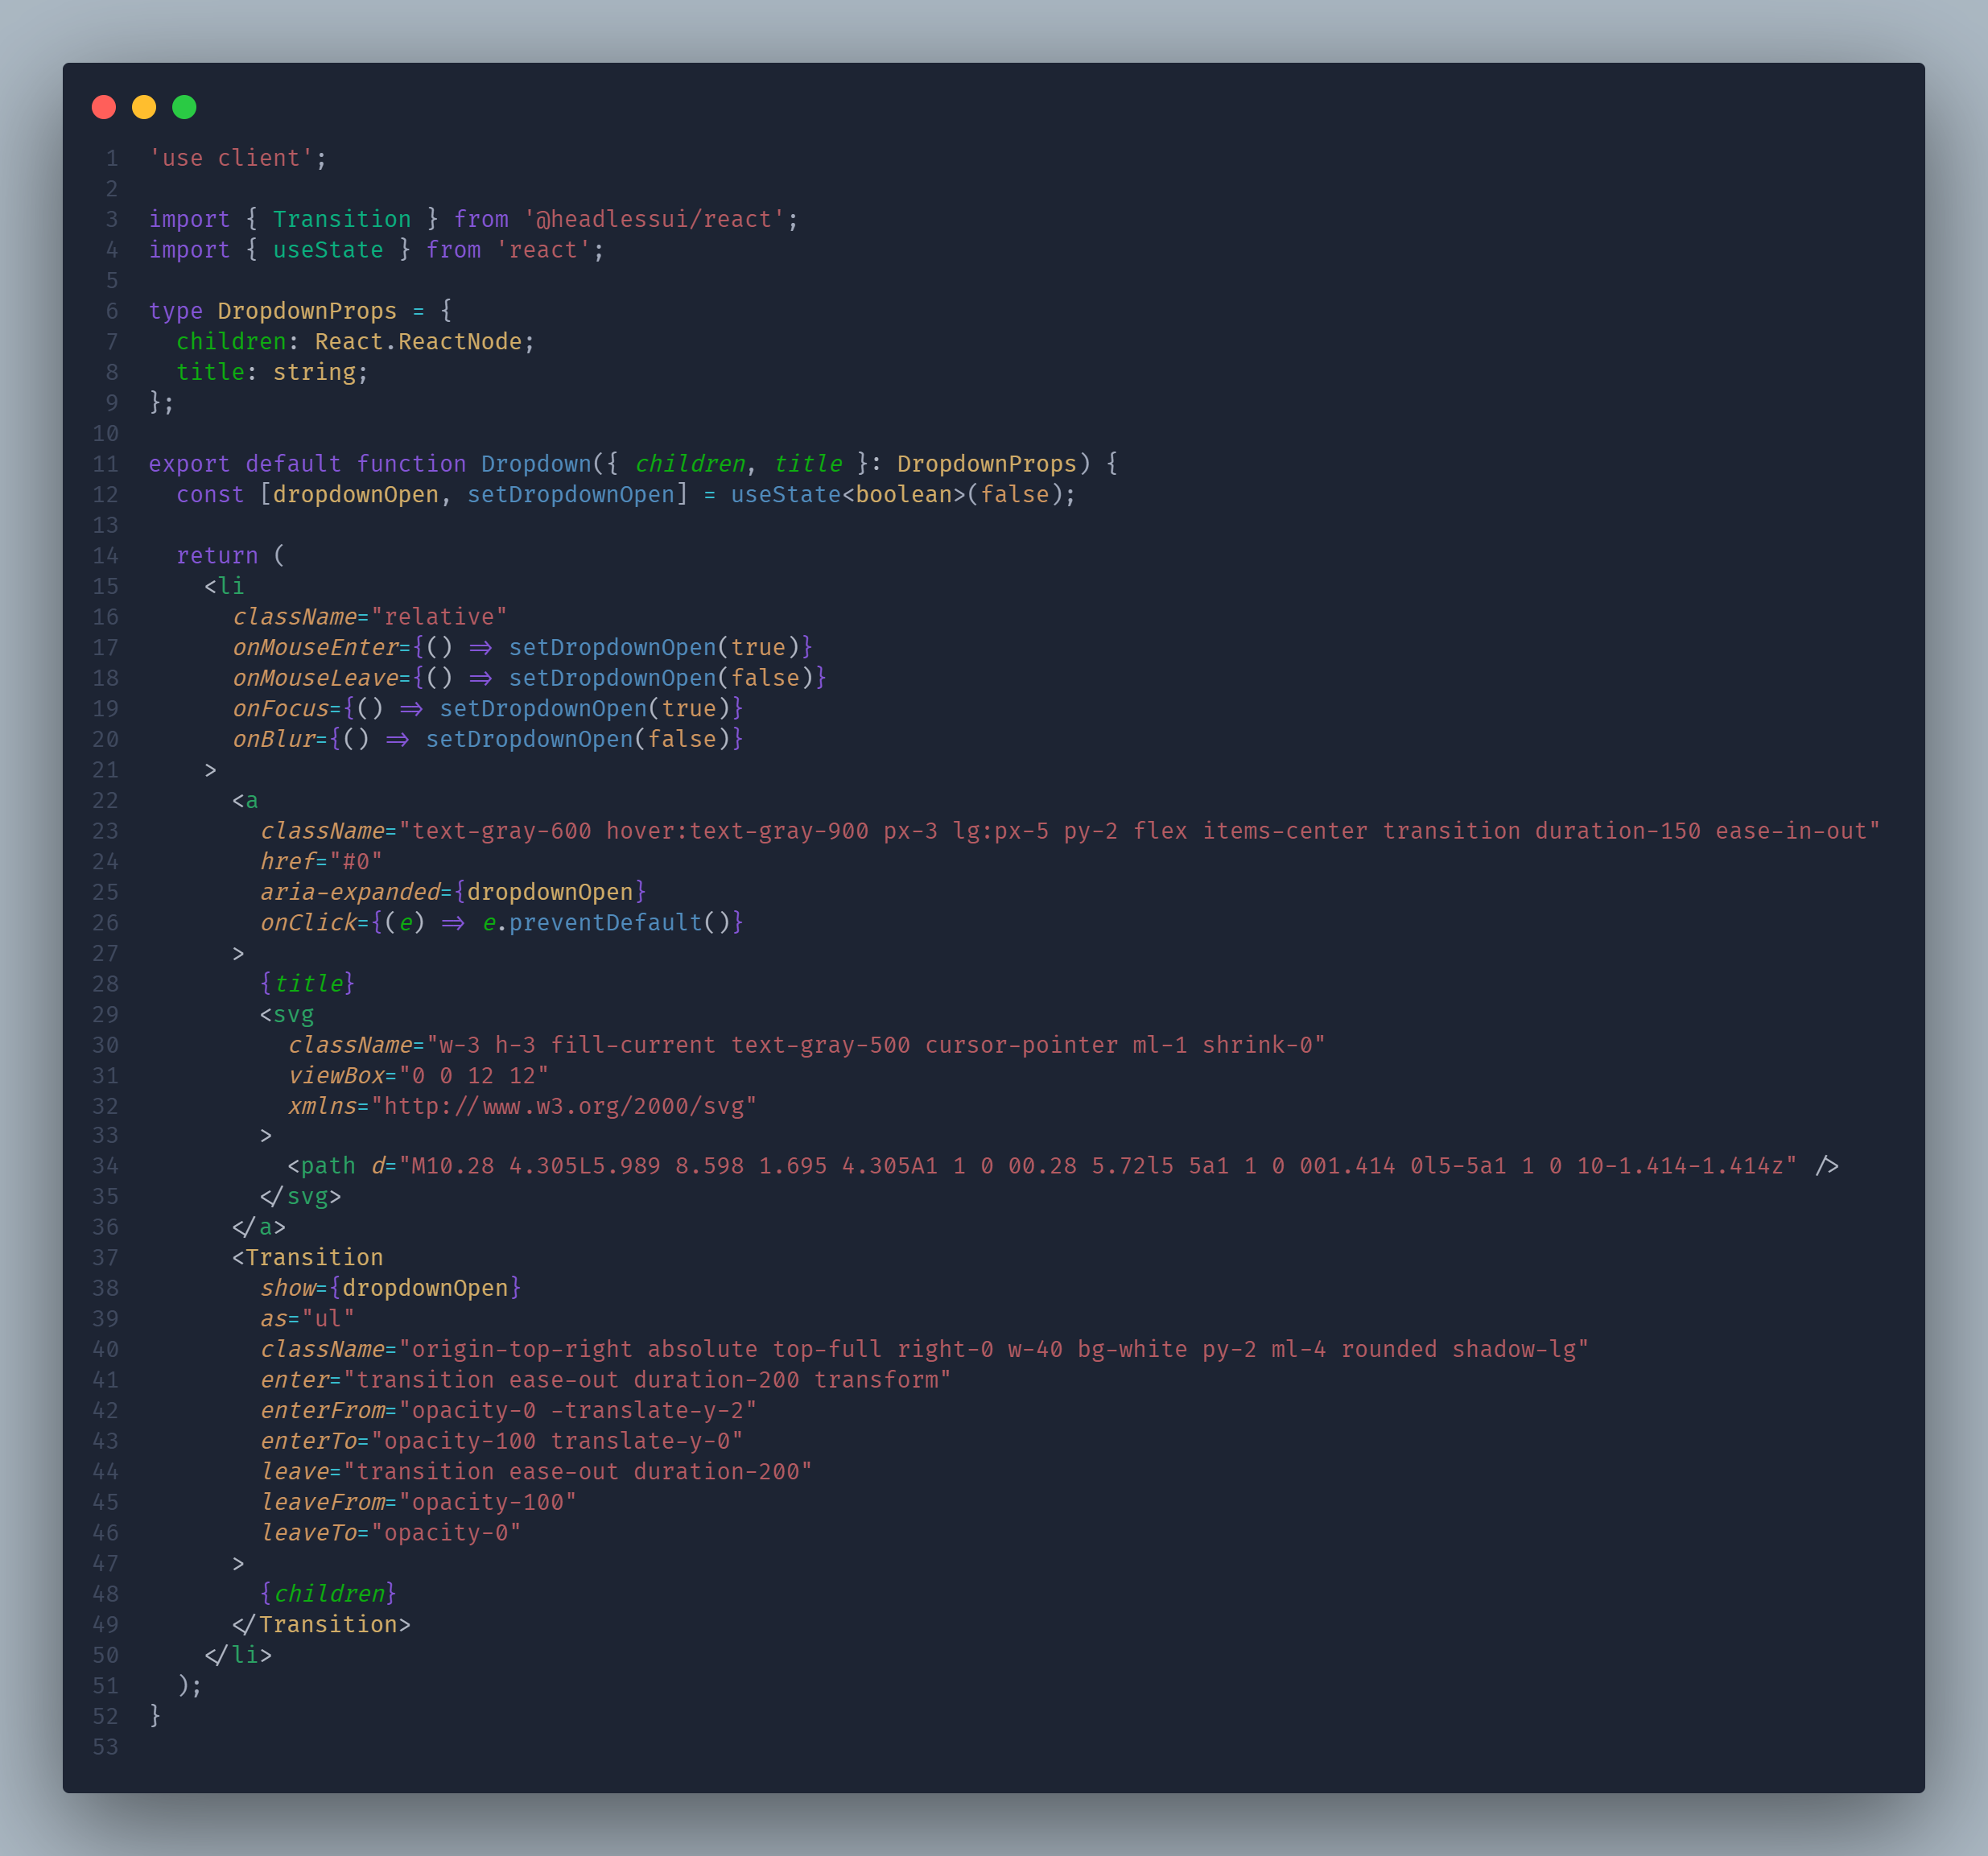 1 'use client';
2
3 import { Transition } from '@headlessui/react';
4 import { useState } from 'react';
5
6 type DropdownProps = {
7   children: React.ReactNode;
8   title: string;
9 };
10
11 export default function Dropdown({ children, title }: DropdownProps) {
12   const [dropdownOpen, setDropdownOpen] = useState<boolean>(false);
13
14   return (
15     <li
16       className="relative"
17       onMouseEnter={() => setDropdownOpen(true)}
18       onMouseLeave={() => setDropdownOpen(false)}
19       onFocus={() => setDropdownOpen(true)}
20       onBlur={() => setDropdownOpen(false)}
21     >
22       <a
23         className="text-gray-600 hover:text-gray-900 px-3 lg:px-5 py-2 flex items-center transition duration-150 ease-in-out"
24         href="#0"
25         aria-expanded={dropdownOpen}
26         onClick={(e) => e.preventDefault()}
27       >
28         {title}
29         <svg
30           className="w-3 h-3 fill-current text-gray-500 cursor-pointer ml-1 shrink-0"
31           viewBox="0 0 12 12"
32           xmlns="http://www.w3.org/2000/svg"
33         >
34           <path d="M10.28 4.305L5.989 8.598 1.695 4.305A1 1 0 00.28 5.72l5 5a1 1 0 001.414 0l5-5a1 1 0 10-1.414-1.414z" />
35         </svg>
36       </a>
37       <Transition
38         show={dropdownOpen}
39         as="ul"
40         className="origin-top-right absolute top-full right-0 w-40 bg-white py-2 ml-4 rounded shadow-lg"
41         enter="transition ease-out duration-200 transform"
42         enterFrom="opacity-0 -translate-y-2"
43         enterTo="opacity-100 translate-y-0"
44         leave="transition ease-out duration-200"
45         leaveFrom="opacity-100"
46         leaveTo="opacity-0"
47       >
48         {children}
49       </Transition>
50     </li>
51   );
52 }
53